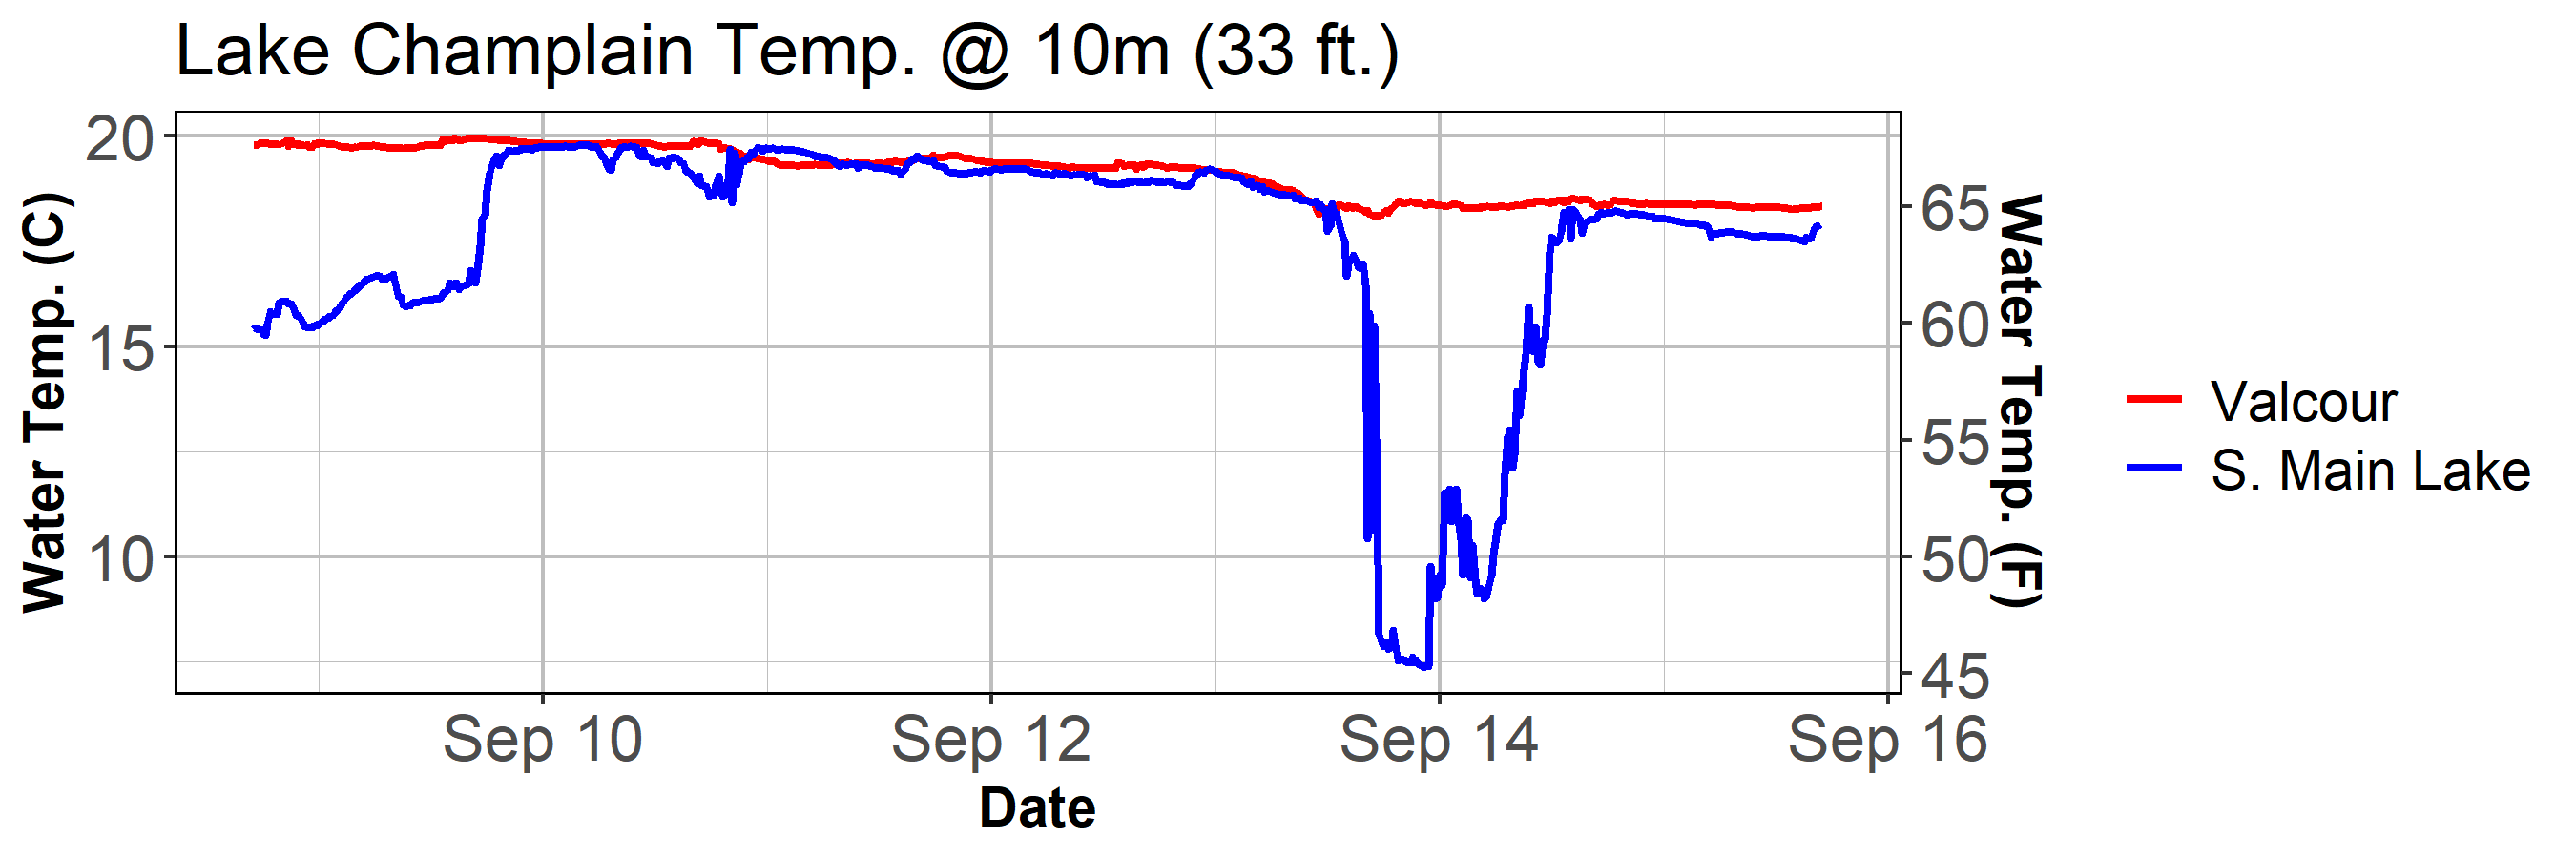 Lake Champlain Temp. @ 10m (33 ft.)
Water Temp. (C)
20
15
10
65
60
55
50
45
Water Temp. (F)
Valcour
S. Main Lake
Sep 10 Sep 12 Sep 14 Sep 16
Date